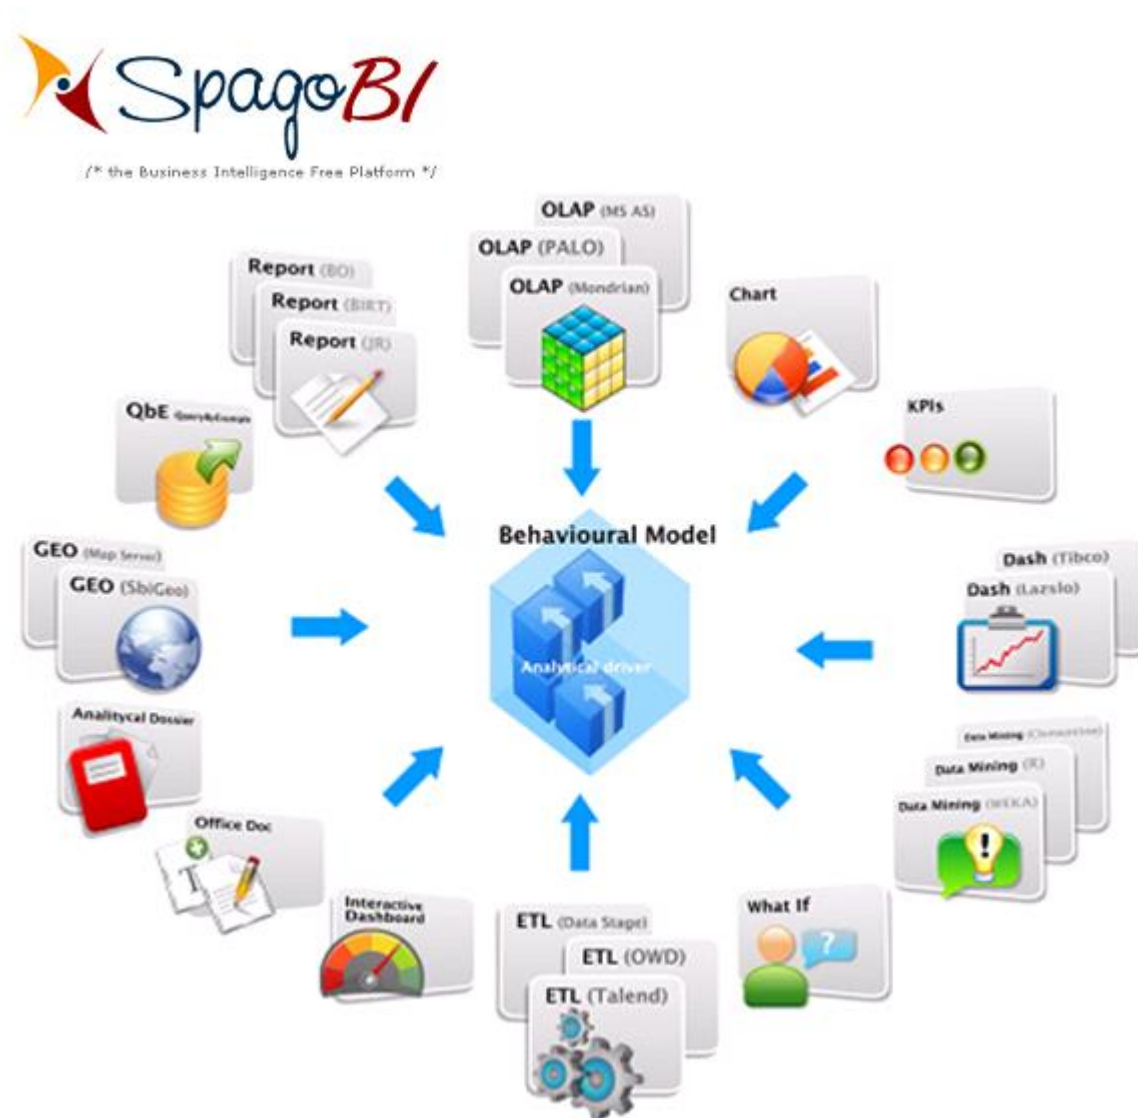 SpagoBI
/* the Business Intelligence Free Platform */
OLAP (MS AS)
OLAP (PALO)
OLAP (Mondrian)
Report (BO)
Report (BIRT)
Report (JR)
Chart
QbE (QueryByExample)
KPIs
Behavioural Model
Analytical driver
GEO (Map Server)
GEO (SbiGeo)
Dash (Tibco)
Dash (Lazslo)
Analitycal Dossier
Data Mining
Data Mining (R)
Data Mining (WEKA)
!
Office Doc
T
Interactive
Dashboard
ETL (Data Stage)
ETL (OWD)
ETL (Talend)
What If
?